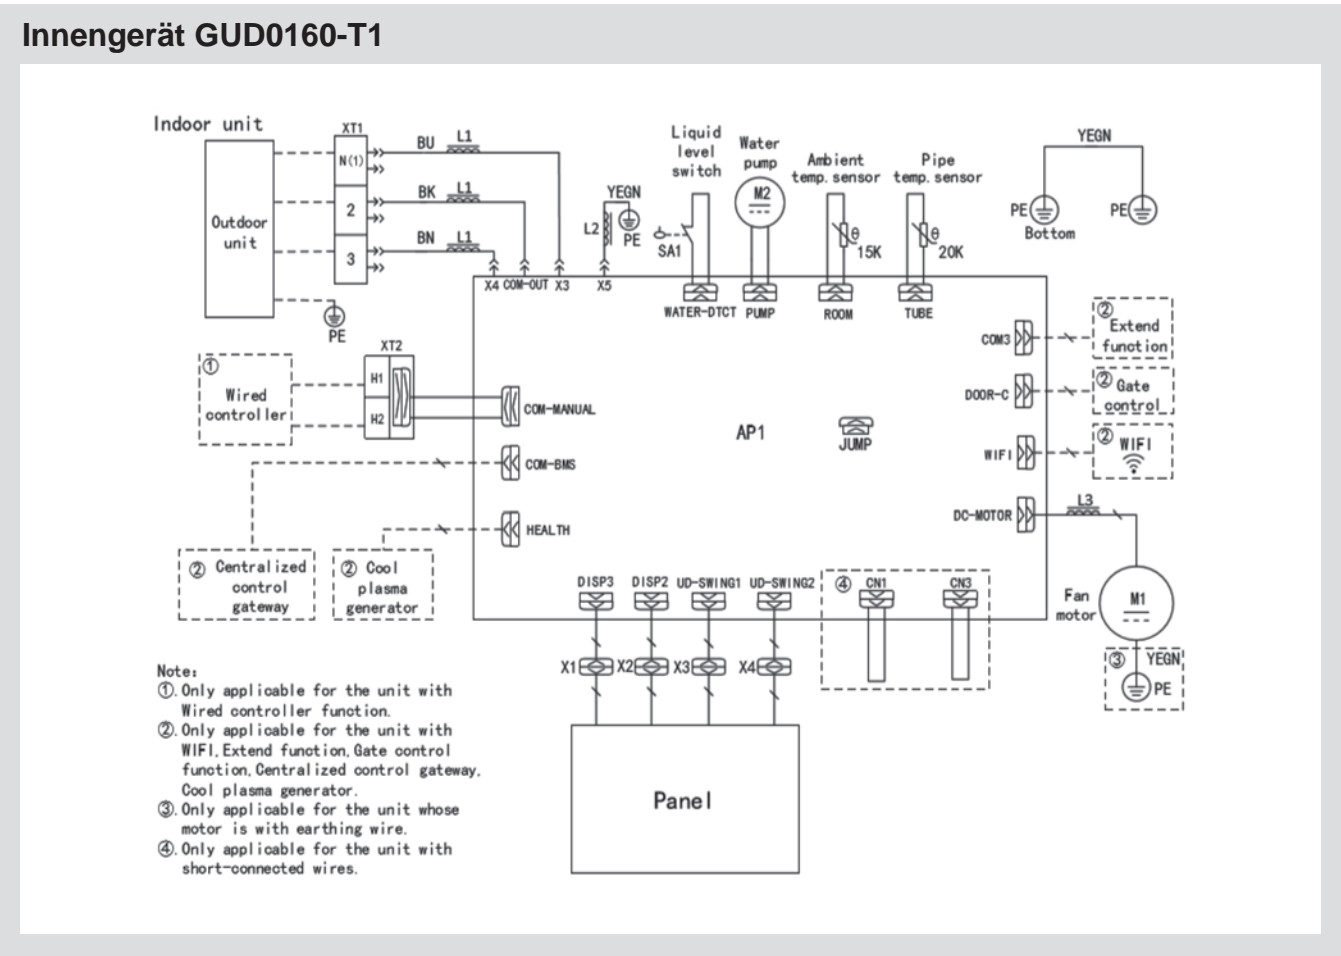 Innengerät GUD0160-T1
Indoor unit
XT1
Outdoor
unit
N(1)
2
3
BU
L1
BK
L1
BN
L1
PE
X4
COM-OUT
X3
X5
L2
YEGN
PE
Liquid
level
switch
SA1
Water
pump
M2
Ambient
temp. sensor
θ
15K
Pipe
temp. sensor
θ
20K
YEGN
PE
Bottom
PE
WATER-DTCT
PUMP
ROOM
TUBE
①
Wired
controller
XT2
H1
H2
COM-MANUAL
COM-BMS
HEALTH
② Centralized
control
gateway
② Cool
plasma
generator
AP1
JUMP
COM3
DOOR-C
WIFI
DC-MOTOR
②
Extend
function
② Gate
control
② WIFI
L3
Fan
motor
M1
③ YEGN
PE
DISP3
DISP2
UD-SWING1
UD-SWING2
④
CN1
CN3
X1
X2
X3
X4
Panel
Note:
①. Only applicable for the unit with
Wired controller function.
②. Only applicable for the unit with
WIFI, Extend function, Gate control
function, Centralized control gateway,
Cool plasma generator.
③. Only applicable for the unit whose
motor is with earthing wire.
④. Only applicable for the unit with
short-connected wires.